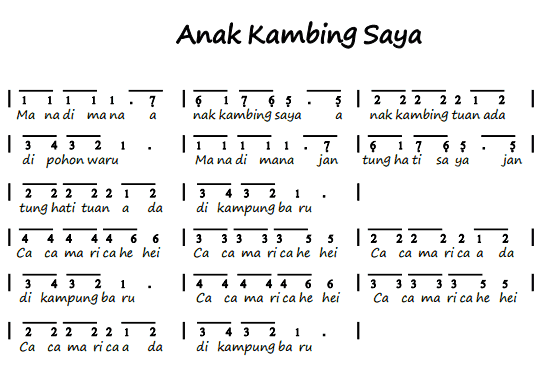 Anak Kambing Saya
| 1 1 1 1 1 . 7̣ | 6̣ 1 7̣ 6̣ 5̣ . 5̣ | 2 2 2 2 2 1 2
Ma na di ma na a nak kambing saya a nak kambing tuan ada
| 3 4 3 2 1 . | 1 1 1 1 1 . 7̣ | 6̣ 1 7̣ 6̣ 5̣ . 5̣
di pohon waru Ma na di mana jan tung ha ti sa ya jan
| 2 2 2 2 2 1 2 | 3 4 3 2 1 . |
tung hati tuan a da di kampung ba ru
| 4 4 4 4 4 6 6 | 3 3 3 3 3 5 5 | 2 2 2 2 2 1 2
Ca ca ma ri ca he hei Ca ca ma ri ca he hei Ca ca ma ri ca a da
| 3 4 3 2 1 . | 4 4 4 4 4 6 6 | 3 3 3 3 3 5 5
di kampung ba ru Ca ca ma ri ca he hei Ca ca ma ri ca he hei
| 2 2 2 2 2 1 2 | 3 4 3 2 1 . |
Ca ca ma ri ca a da di kampung ba ru